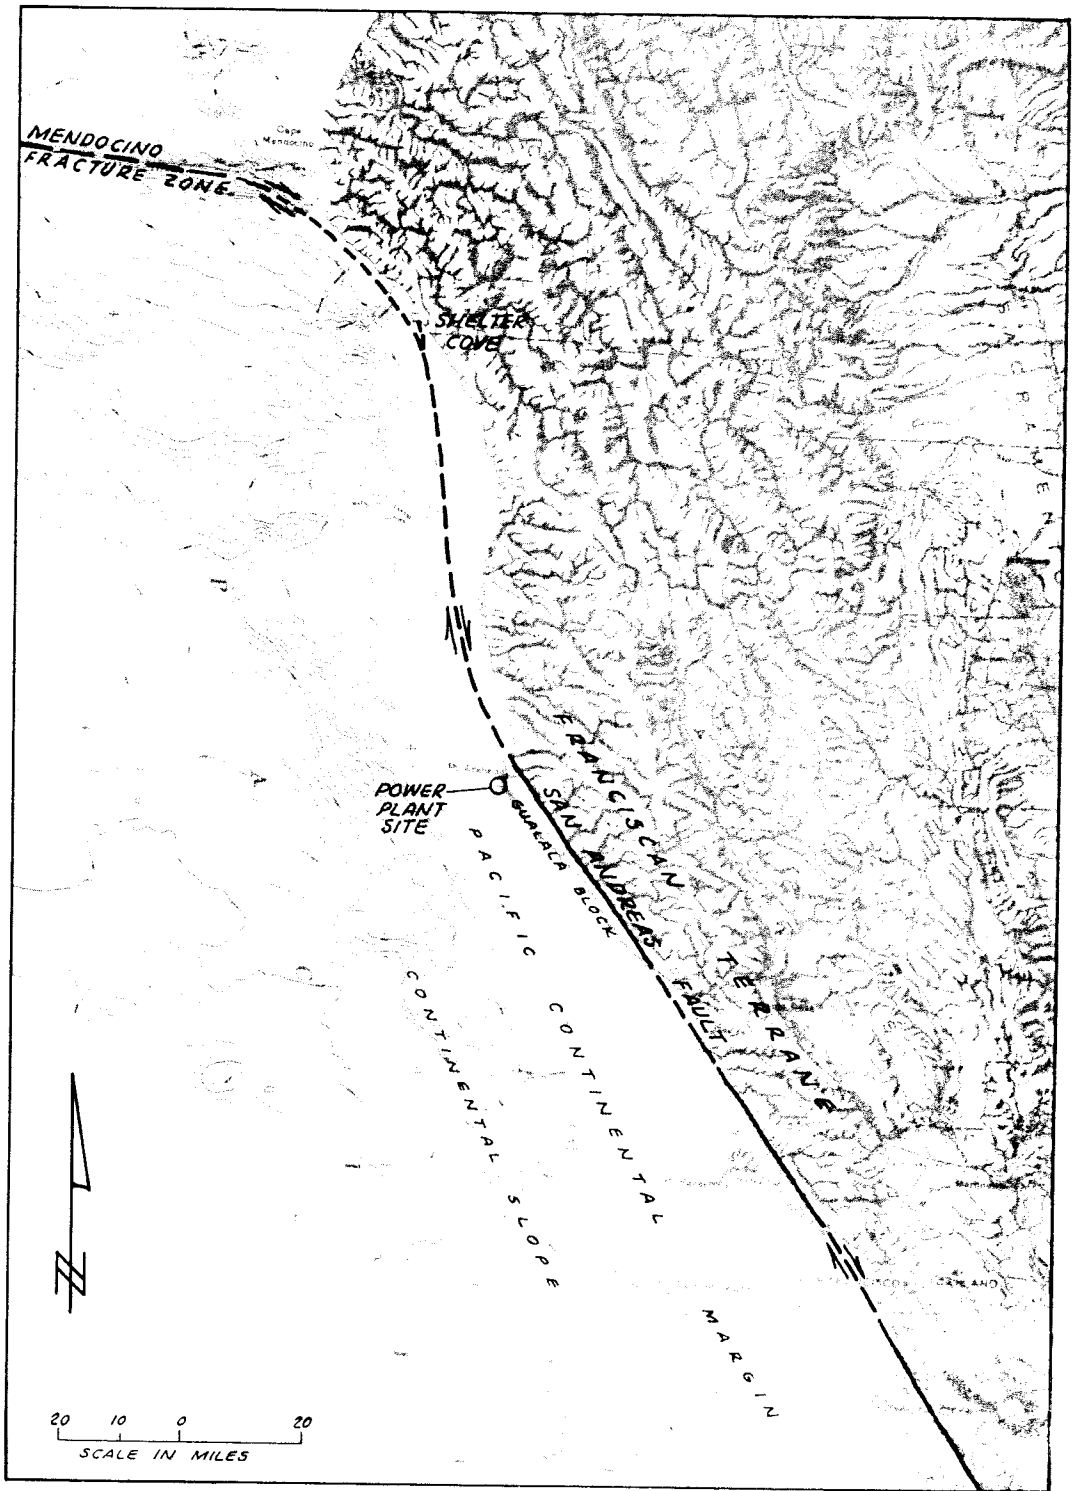 MENDOCINO
FRACTURE ZONE
Cape
Mendocino
SHELTER
COVE
POWER
PLANT
SITE
GUALALA BLOCK
SAN ANDREAS FAULT
FRANCISCAN TERRANE
PACIFIC CONTINENTAL MARGIN
CONTINENTAL SLOPE
N
20 10 0 20
SCALE IN MILES